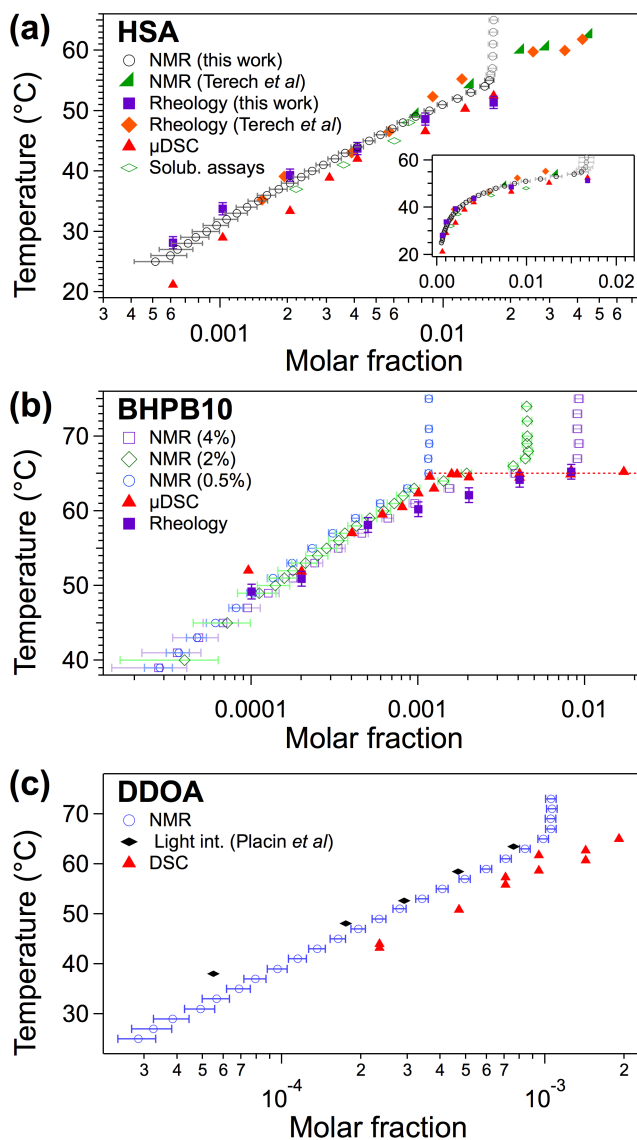 (a)
HSA
NMR (this work)
NMR (Terech et al)
Rheology (this work)
Rheology (Terech et al)
µDSC
Solub. assays
Temperature (°C)
60
50
40
30
20
60
40
20
0.00
0.01
0.02
3 4 5 6 0.001 2 3 4 5 6 0.01 2 3 4 5 6
Molar fraction
(b)
BHPB10
NMR (4%)
NMR (2%)
NMR (0.5%)
µDSC
Rheology
Temperature (°C)
70
60
50
40
0.0001 0.001 0.01
Molar fraction
(c)
DDOA
NMR
Light int. (Placin et al)
DSC
Temperature (°C)
70
60
50
40
30
3 4 5 6 7 10-4 2 3 4 5 6 7 10-3 2
Molar fraction